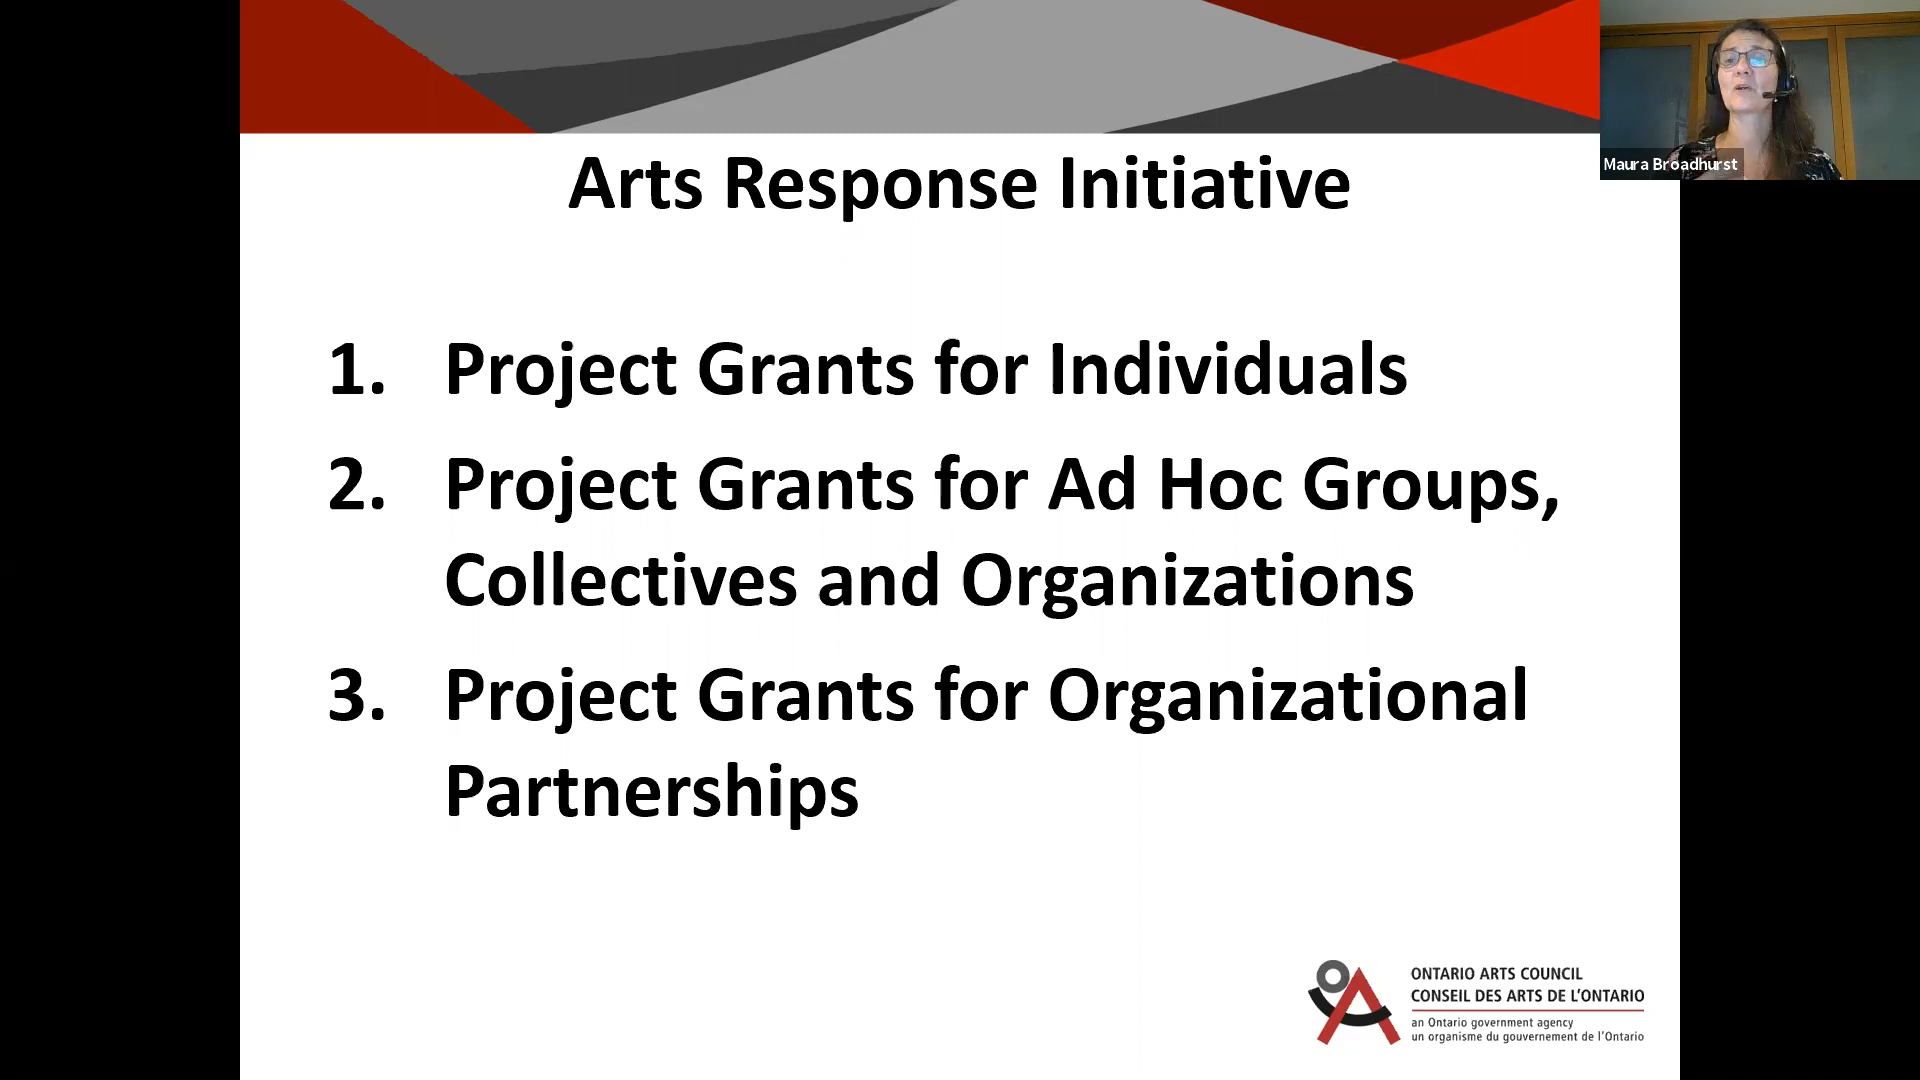 Arts Response Initiative
1. Project Grants for Individuals
2. Project Grants for Ad Hoc Groups,
Collectives and Organizations
3. Project Grants for Organizational
Partnerships
Maura Broadhurst
ONTARIO ARTS COUNCIL
CONSEIL DES ARTS DE L'ONTARIO
an Ontario government agency
un organisme du gouvernement de l'Ontario